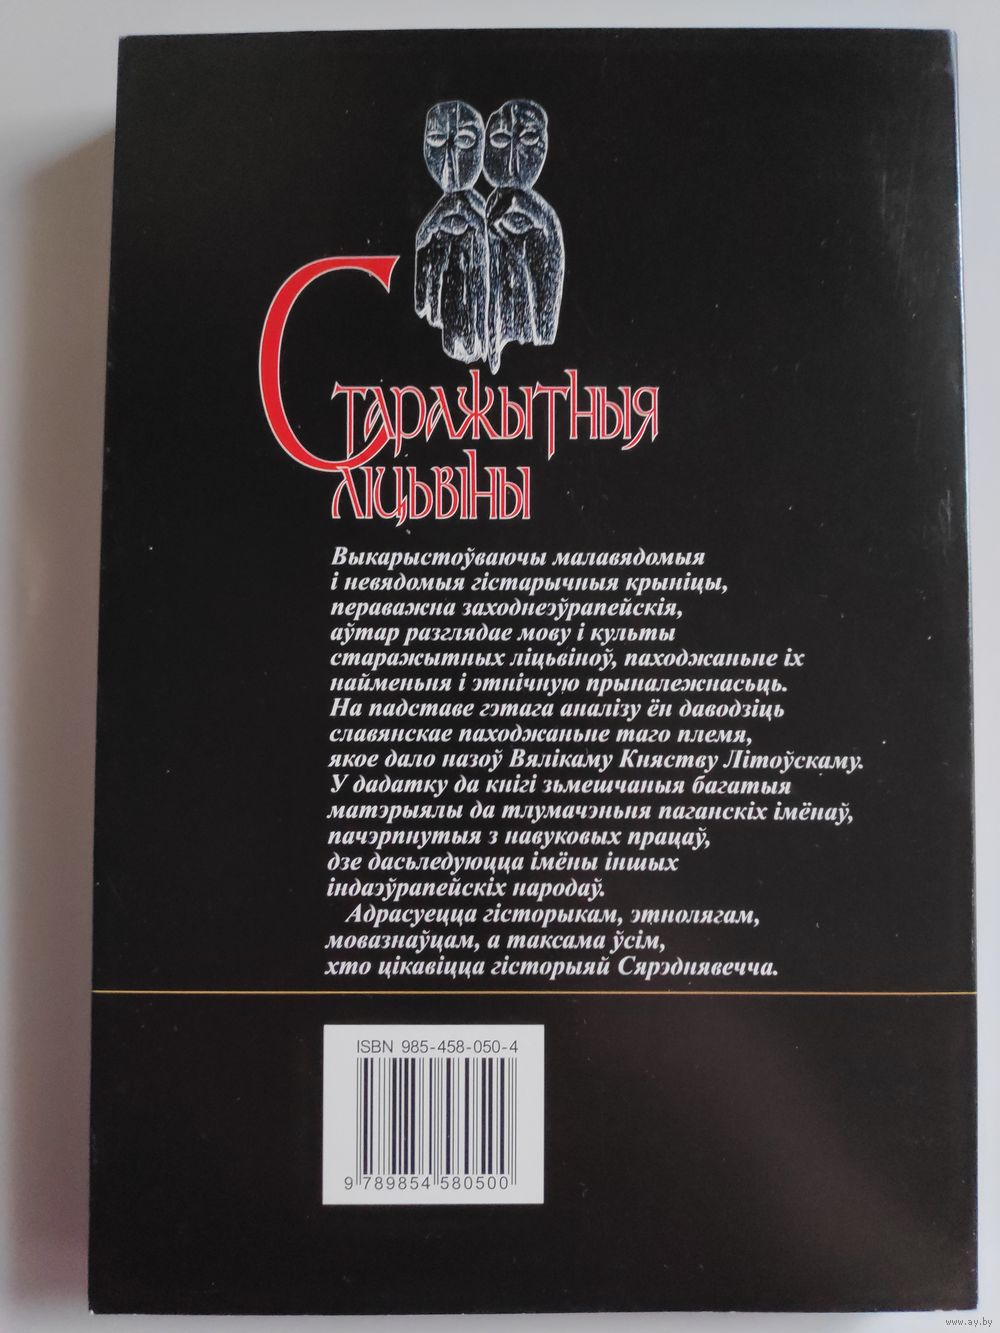 Старажытныя
ліцьвіны
Выкарыстоўваючы малавядомыя
і невядомыя гістарычныя крыніцы,
пераважна заходнеэўрапейскія,
аўтар разглядае мову і культы
старажытных ліцьвіноў, паходжаньне іх
найменьня і этнічную прыналежнасьць.
На падставе гэтага аналізу ён даводзіць
славянскае паходжаньне таго племя,
якое дало назоў Вялікаму Княству Літоўскаму.
У дадатку да кнігі зьмешчаныя багатыя
матэрыялы да тлумачэньня паганскіх імёнаў,
пачэрпнутыя з навуковых працаў,
дзе дасьледуюцца імёны іншых
індаэўрапейскіх народаў.
Адрасуецца гісторыкам, этнолягам,
мовазнаўцам, а таксама ўсім,
хто цікавіцца гісторыяй Сярэднявечча.
ISBN 985-458-050-4
9 789854 580500
www.ay.by